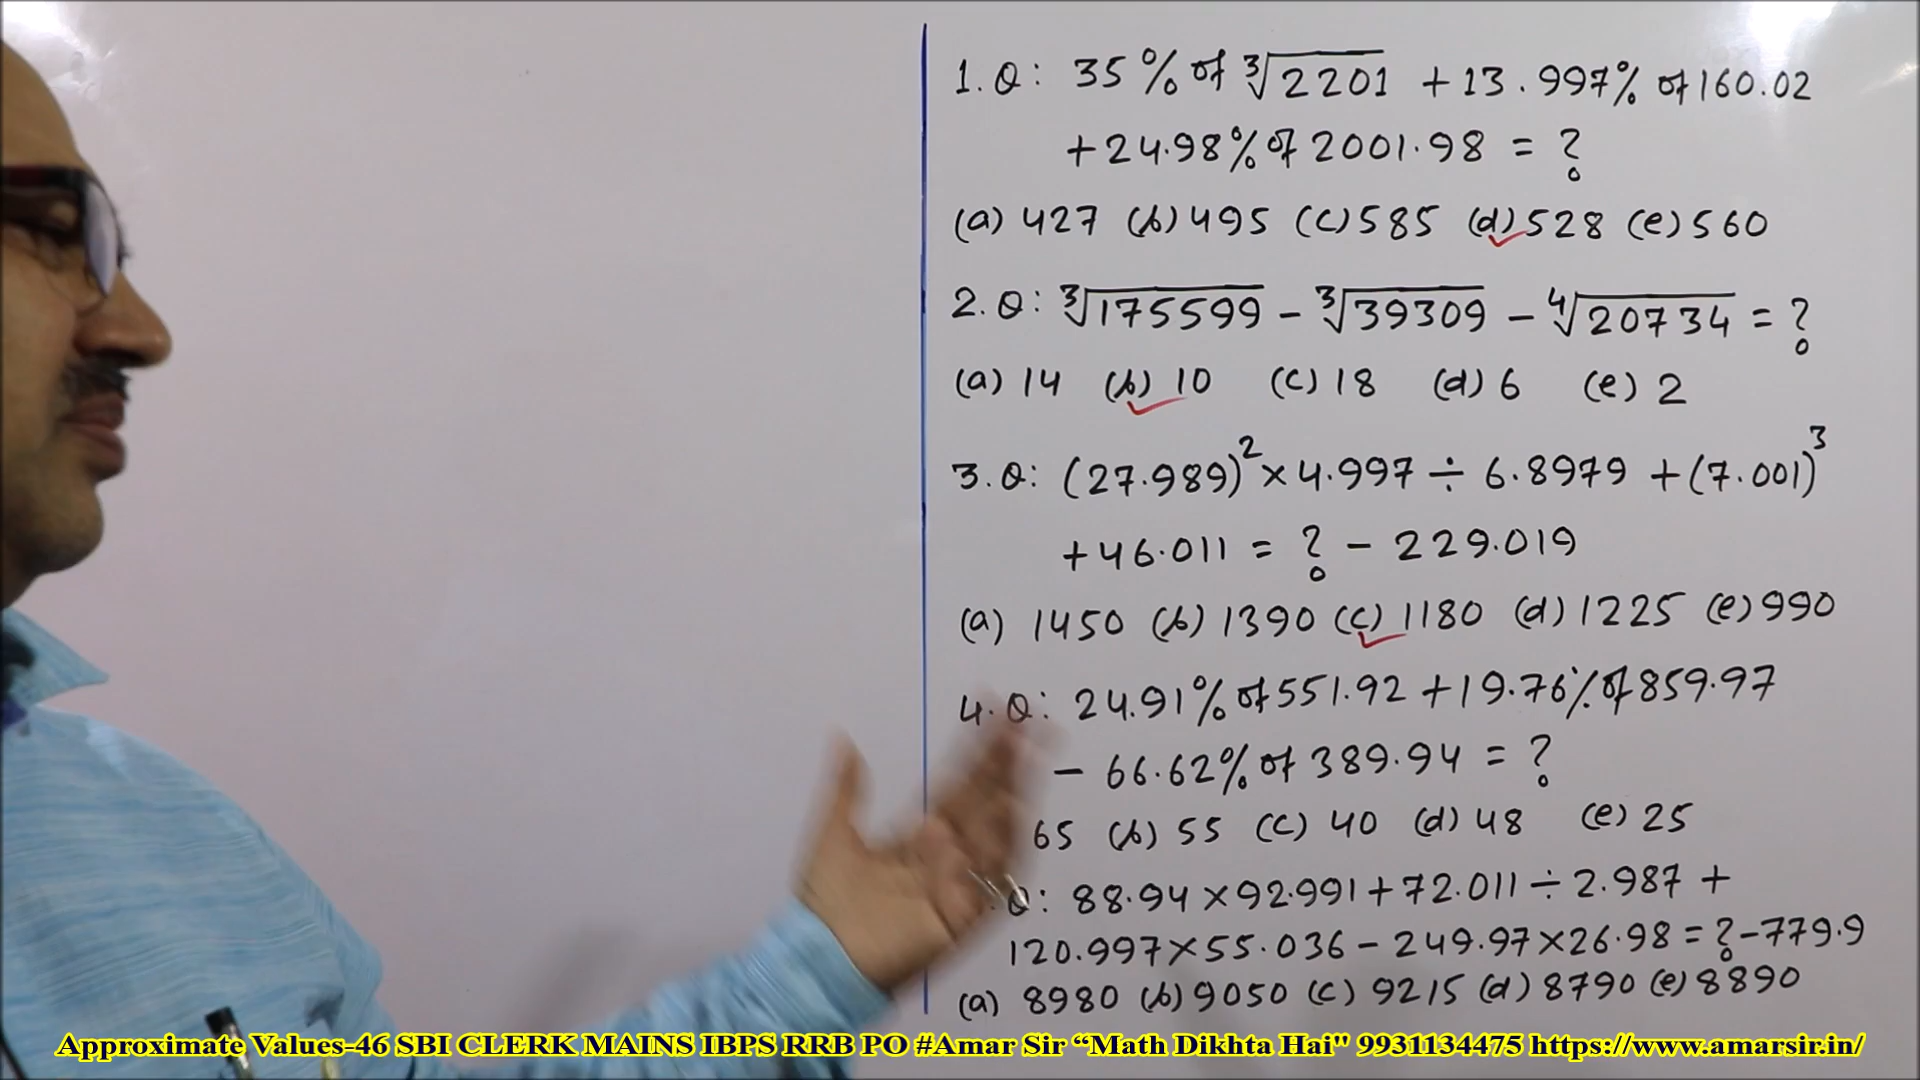 1. Q: 35% of ∛2201 + 13.997% of 160.02
+ 24.98% of 2001.98 = ?
(a) 427 (b) 495 (c) 585 (d) 528 (e) 560
2. Q: ∛175599 − ∛39309 − ∜20734 = ?
(a) 14 (b) 10 (c) 18 (d) 6 (e) 2
3. Q: (27.989)² × 4.997 ÷ 6.8979 + (7.001)³
+ 46.011 = ? − 229.019
(a) 1450 (b) 1390 (c) 1180 (d) 1225 (e) 990
4. Q: 24.91% of 551.92 + 19.76% of 859.97
− 66.62% of 389.94 = ?
65 (b) 55 (c) 40 (d) 48 (e) 25
Q: 88.94 × 92.991 + 72.011 ÷ 2.987 +
120.997 × 55.036 − 249.97 × 26.98 = ? − 779.9
(a) 8980 (b) 9050 (c) 9215 (d) 8790 (e) 8890
Approximate Values-46 SBI CLERK MAINS IBPS RRB PO #Amar Sir “Math Dikhta Hai" 9931134475 https://www.amarsir.in/